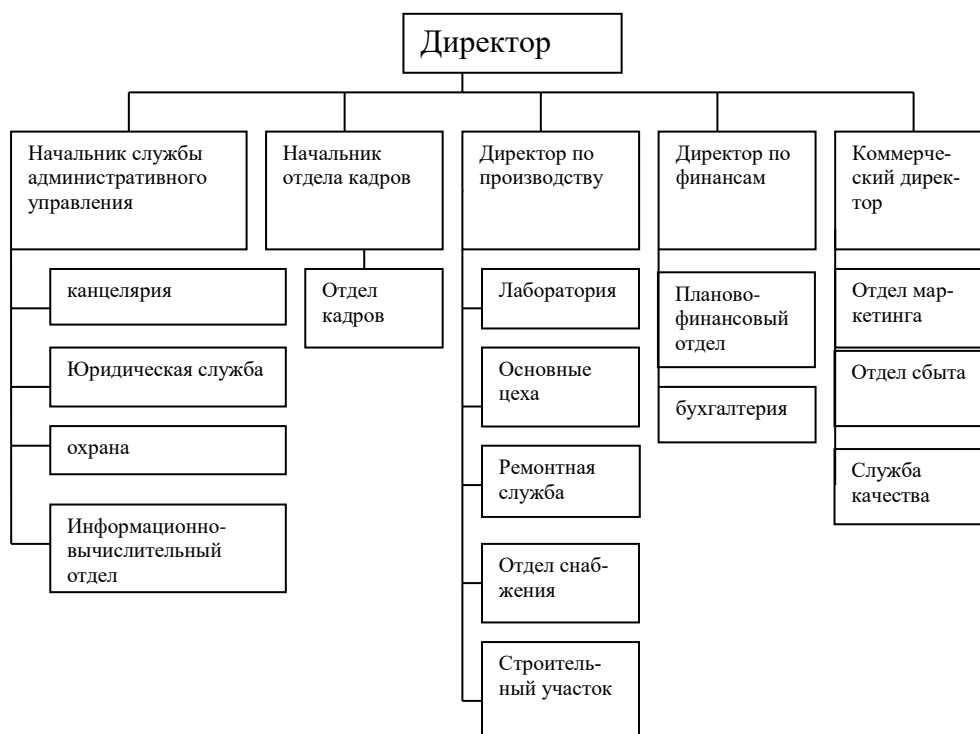 Директор
Начальник службы
административного
управления
Начальник
отдела кадров
Директор по
производству
Директор по
финансам
Коммерче-
ский дирек-
тор
канцелярия
Юридическая служба
охрана
Информационно-
вычислительный
отдел
Отдел
кадров
Лаборатория
Основные
цеха
Ремонтная
служба
Отдел снаб-
жения
Строитель-
ный участок
Планово-
финансовый
отдел
бухгалтерия
Отдел мар-
кетинга
Отдел сбыта
Служба
качества